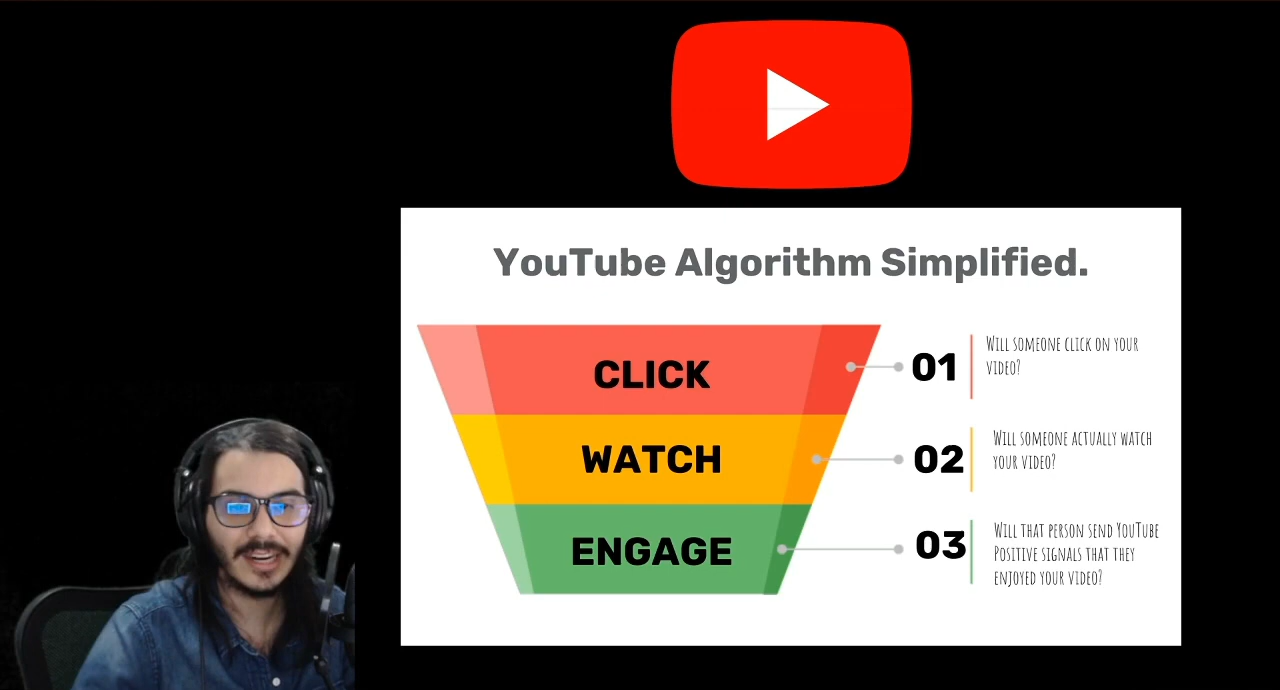 YouTube Algorithm Simplified.
CLICK
01
Will someone click on your
video?
WATCH
02
Will someone actually watch
your video?
ENGAGE
03
Will that person send YouTube
Positive signals that they
enjoyed your video?